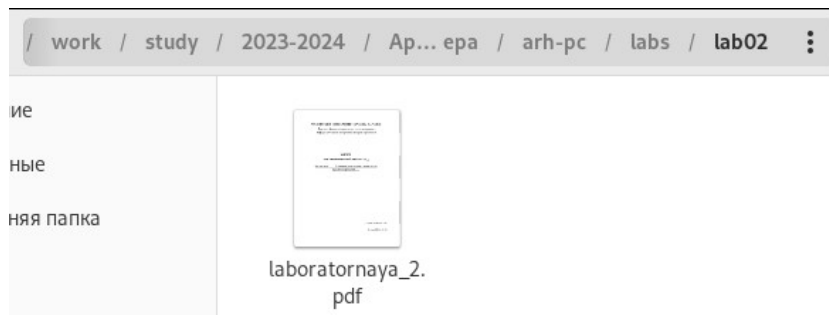 / work / study / 2023-2024 / Ар... ера / arh-pc / labs / lab02
ие
ные
няя папка
laboratornaya_2.
pdf